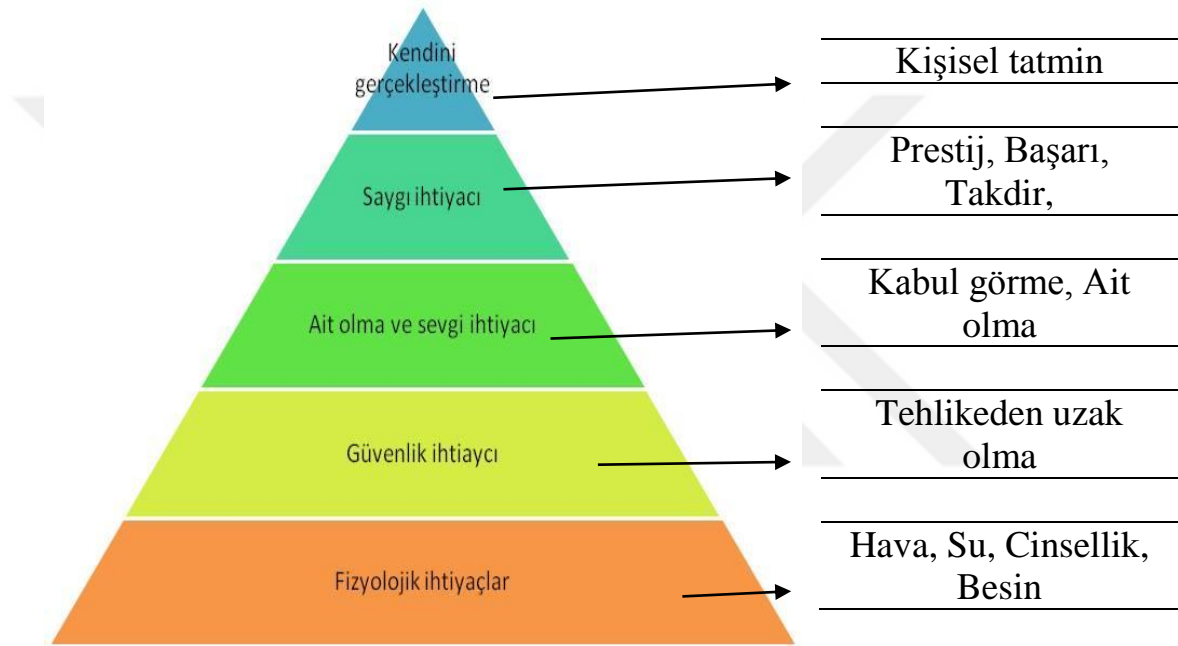 Kendini
gerçekleştirme
Kişisel tatmin
Saygı ihtiyacı
Prestij, Başarı,
Takdir,
Ait olma ve sevgi ihtiyacı
Kabul görme, Ait
olma
Güvenlik ihtiaycı
Tehlikeden uzak
olma
Fizyolojik ihtiyaçlar
Hava, Su, Cinsellik,
Besin